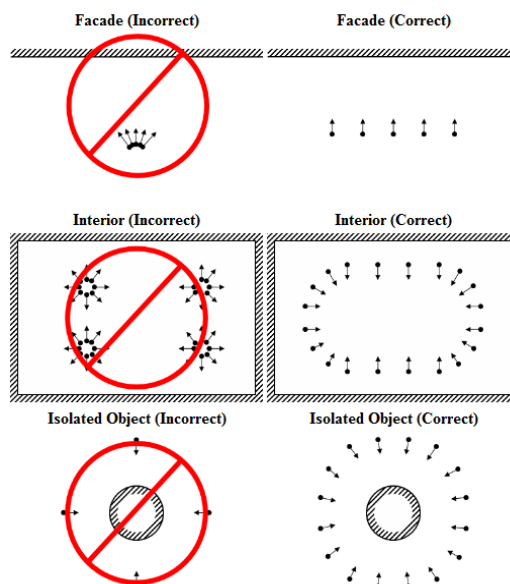 Facade (Incorrect)
Facade (Correct)
Interior (Incorrect)
Interior (Correct)
Isolated Object (Incorrect)
Isolated Object (Correct)